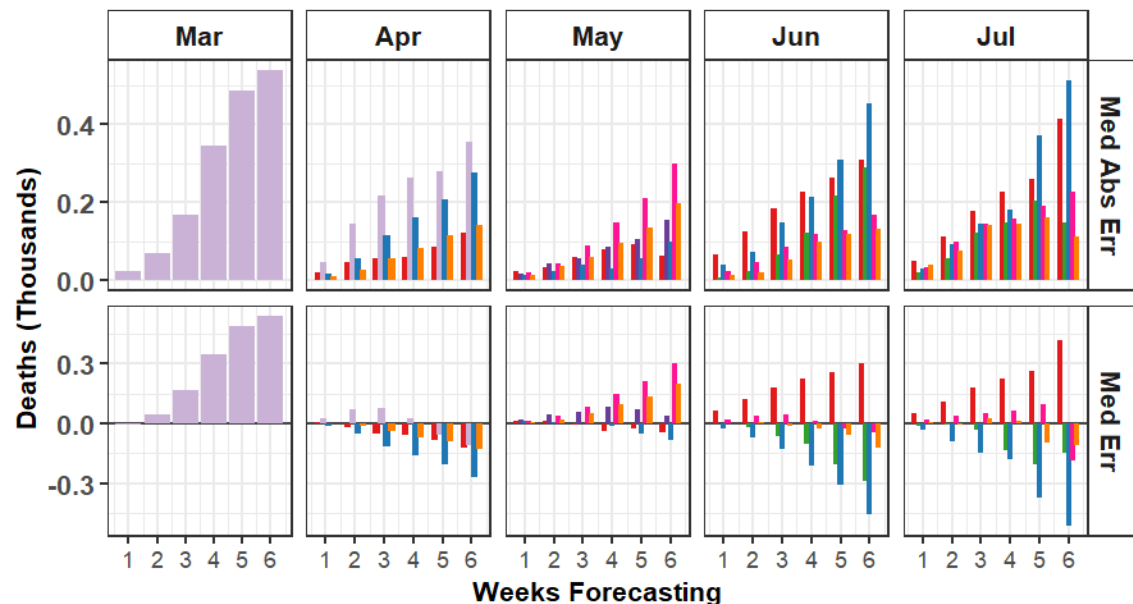 Mar Apr May Jun Jul
Deaths (Thousands)
0.4
0.2
0.0
Med Abs Err
0.3
0.0
-0.3
Med Err
1 2 3 4 5 6 1 2 3 4 5 6 1 2 3 4 5 6 1 2 3 4 5 6 1 2 3 4 5 6
Weeks Forecasting